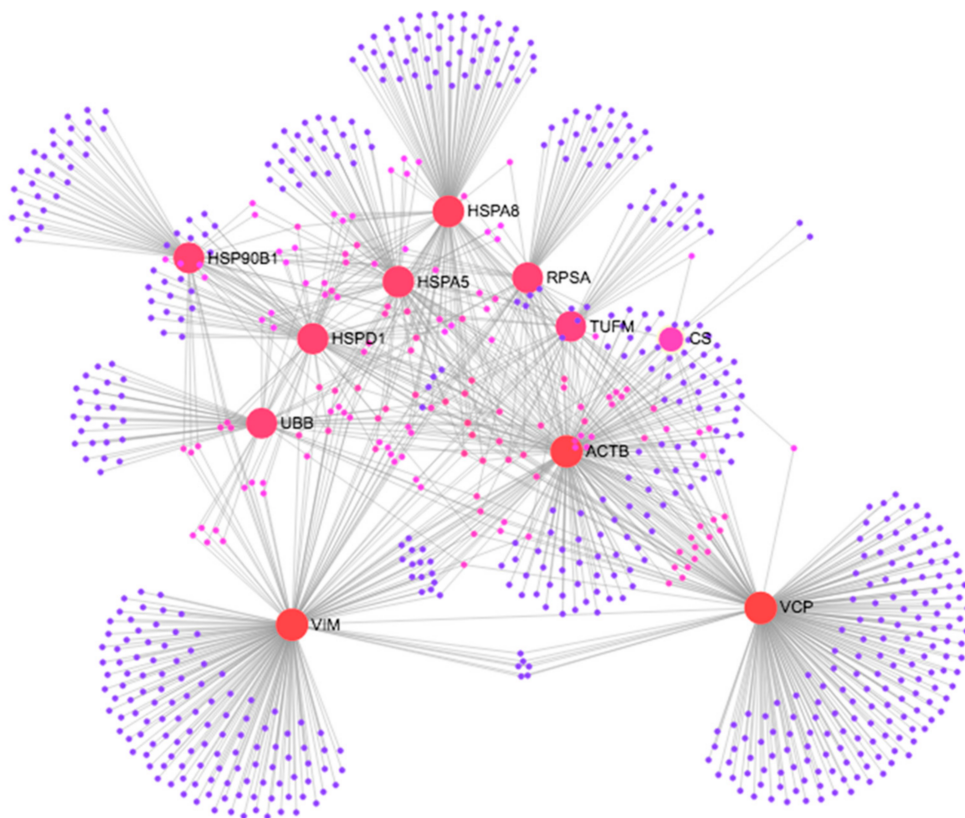 HSPA8
HSP90B1
HSPA5
RPSA
TUFM
HSPD1
CS
UBB
ACTB
VIM
VCP